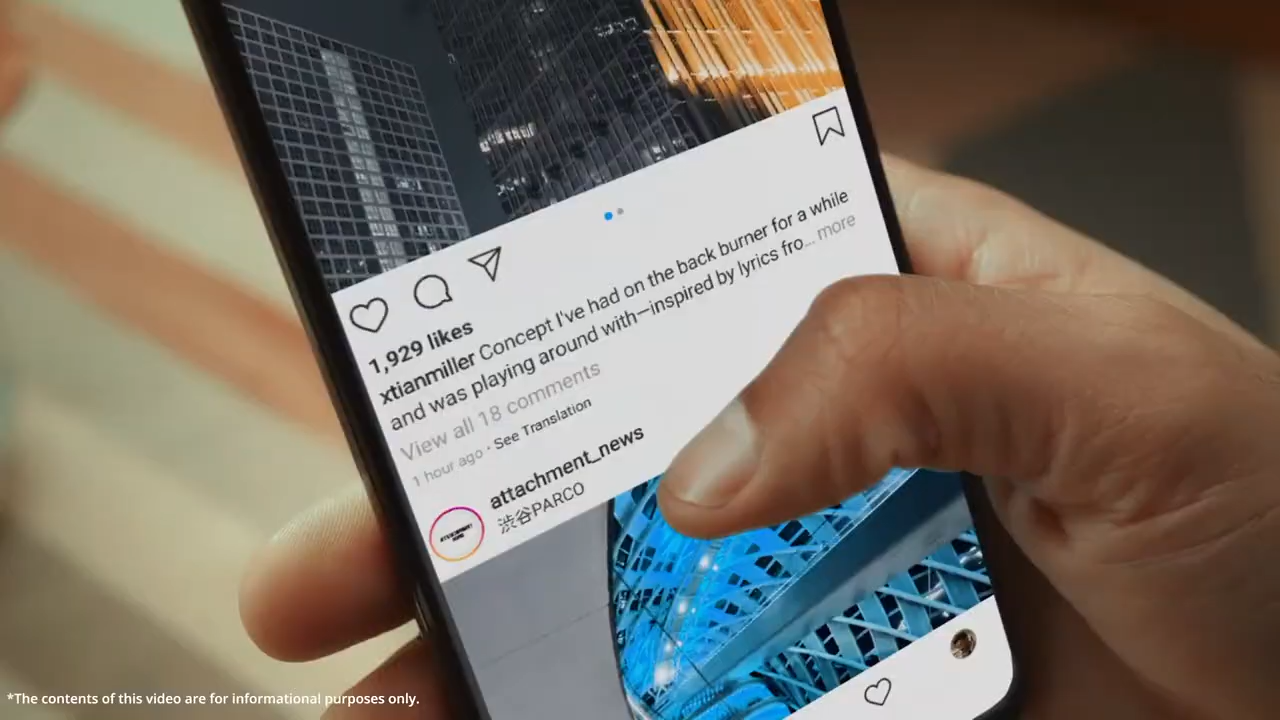 1,929 likes
xtianmiller Concept I've had on the back burner for a while
and was playing around with—inspired by lyrics fro... more
View all 18 comments
1 hour ago · See Translation
attachment_news
渋谷PARCO
*The contents of this video are for informational purposes only.